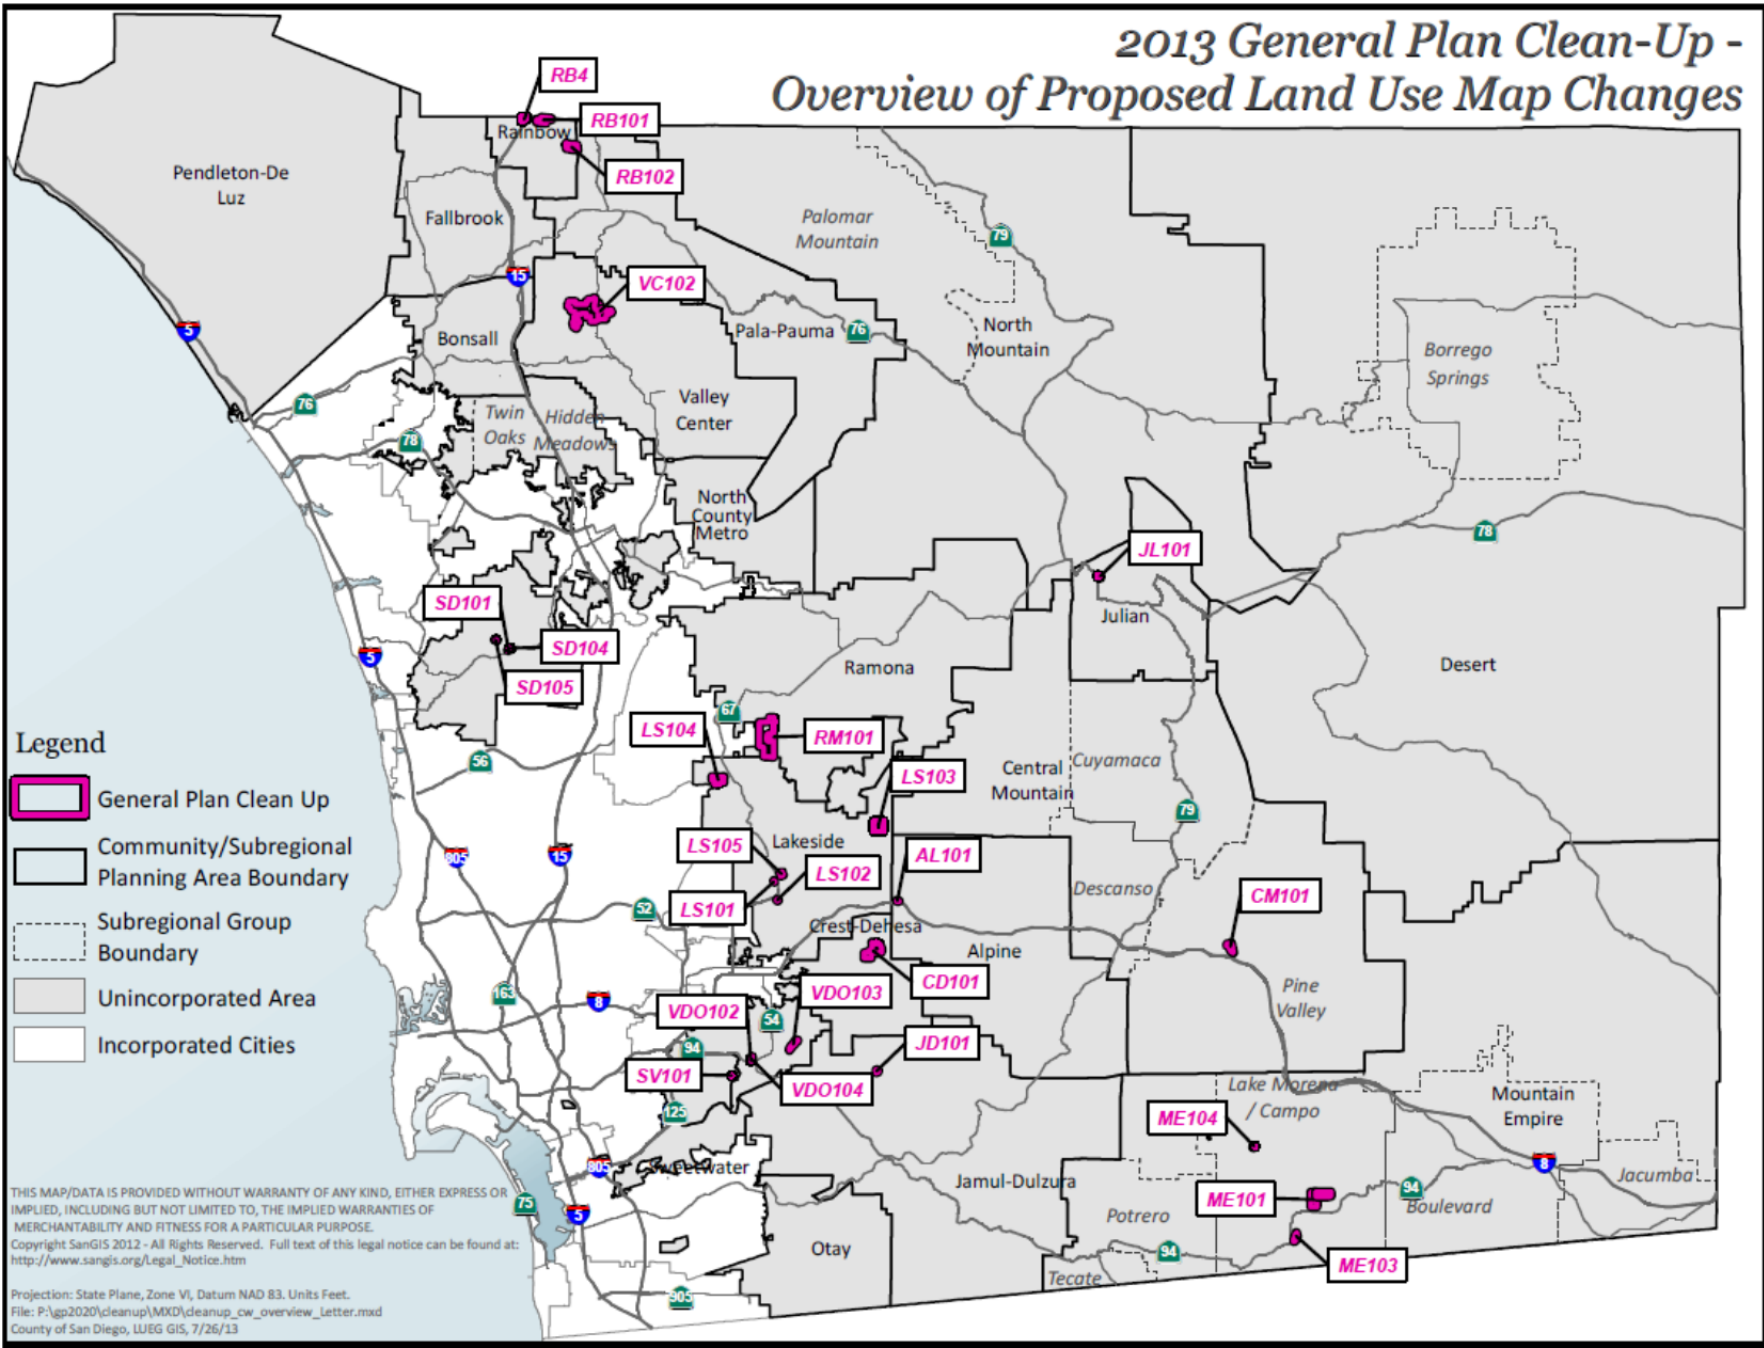 2013 General Plan Clean-Up -
Overview of Proposed Land Use Map Changes
RB4
RB101
Rainbow
RB102
Pendleton-De
Luz
Fallbrook
Palomar
Mountain
79
15
VC102
5
Bonsall
Pala-Pauma
76
North
Mountain
Borrego
Springs
76
Twin
Oaks
Hidden
Meadows
Valley
Center
78
North
County
Metro
78
JL101
SD101
Julian
SD104
5
SD105
Ramona
Desert
67
LS104
RM101
56
LS103
Central
Mountain
Cuyamaca
79
Legend
General Plan Clean Up
Community/Subregional
Planning Area Boundary
Subregional Group
Boundary
Unincorporated Area
Incorporated Cities
805
15
Lakeside
LS105
AL101
LS102
Descanso
CM101
LS101
52
Crest-Dehesa
Alpine
CD101
163
8
VDO102
VDO103
54
Pine
Valley
94
JD101
SV101
VDO104
125
Lake Morena
/ Campo
Mountain
Empire
ME104
805
Sweetwater
8
Jacumba
Jamul-Dulzura
ME101
94
Boulevard
75
5
Potrero
Otay
94
ME103
Tecate
905
THIS MAP/DATA IS PROVIDED WITHOUT WARRANTY OF ANY KIND, EITHER EXPRESS OR
IMPLIED, INCLUDING BUT NOT LIMITED TO, THE IMPLIED WARRANTIES OF
MERCHANTABILITY AND FITNESS FOR A PARTICULAR PURPOSE.
Copyright SanGIS 2012 - All Rights Reserved. Full text of this legal notice can be found at:
http://www.sangis.org/Legal_Notice.htm
Projection: State Plane, Zone VI, Datum NAD 83. Units Feet.
File: P:\gp2020\cleanup\MXD\cleanup_cw_overview_Letter.mxd
County of San Diego, LUEG GIS, 7/26/13